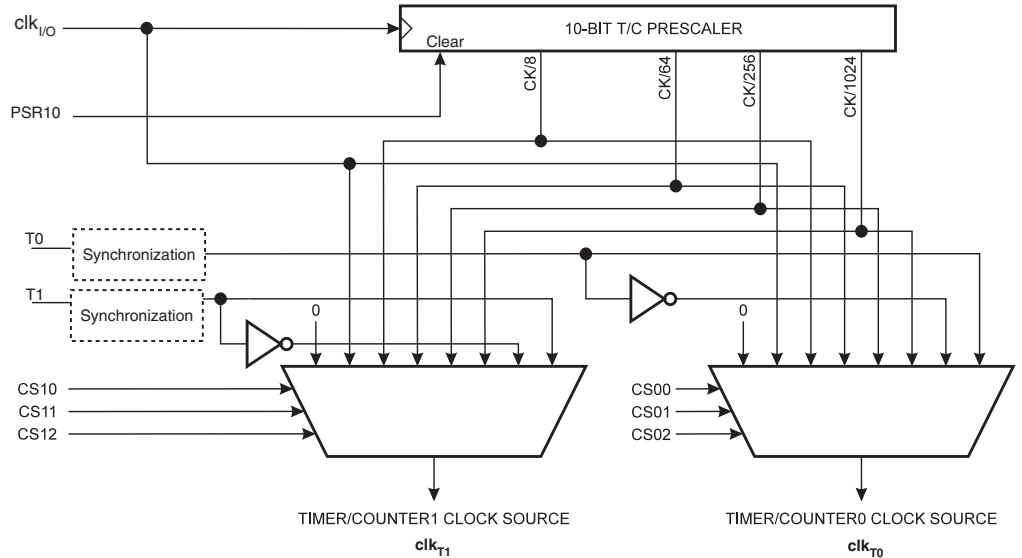 clkI/O
10-BIT T/C PRESCALER
Clear
CK/8
CK/64
CK/256
CK/1024
PSR10
T0
Synchronization
T1
Synchronization
0
0
CS10
CS11
CS12
CS00
CS01
CS02
TIMER/COUNTER1 CLOCK SOURCE
clkT1
TIMER/COUNTER0 CLOCK SOURCE
clkT0